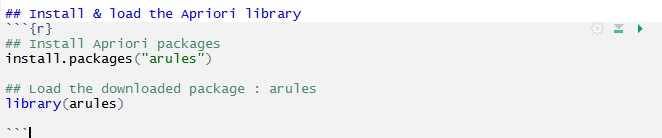 ## Install & load the Apriori library
```{r}
## Install Apriori packages
install.packages("arules")
## Load the downloaded package : arules
library(arules)
```